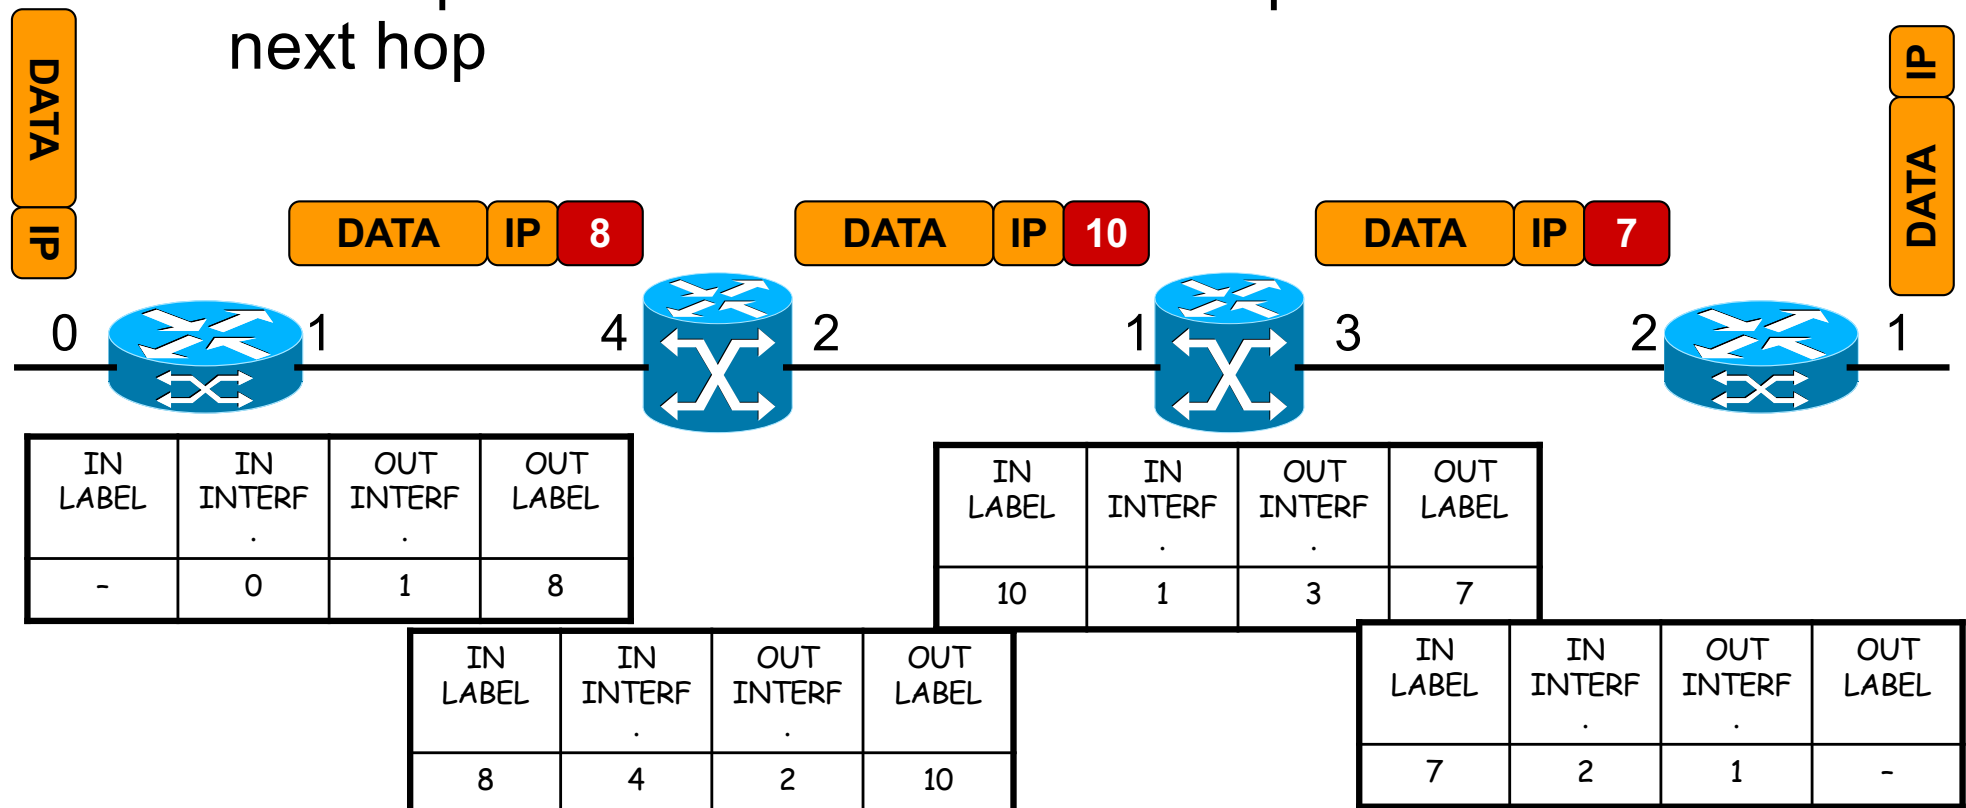 next hop
DATA IP
IP DATA
DATA IP 8
DATA IP 10
DATA IP 7
0 1 4 2 1 3 2 1
IN LABEL IN INTERF . OUT INTERF . OUT LABEL
- 0 1 8
IN LABEL IN INTERF . OUT INTERF . OUT LABEL
10 1 3 7
IN LABEL IN INTERF . OUT INTERF . OUT LABEL
8 4 2 10
IN LABEL IN INTERF . OUT INTERF . OUT LABEL
7 2 1 -